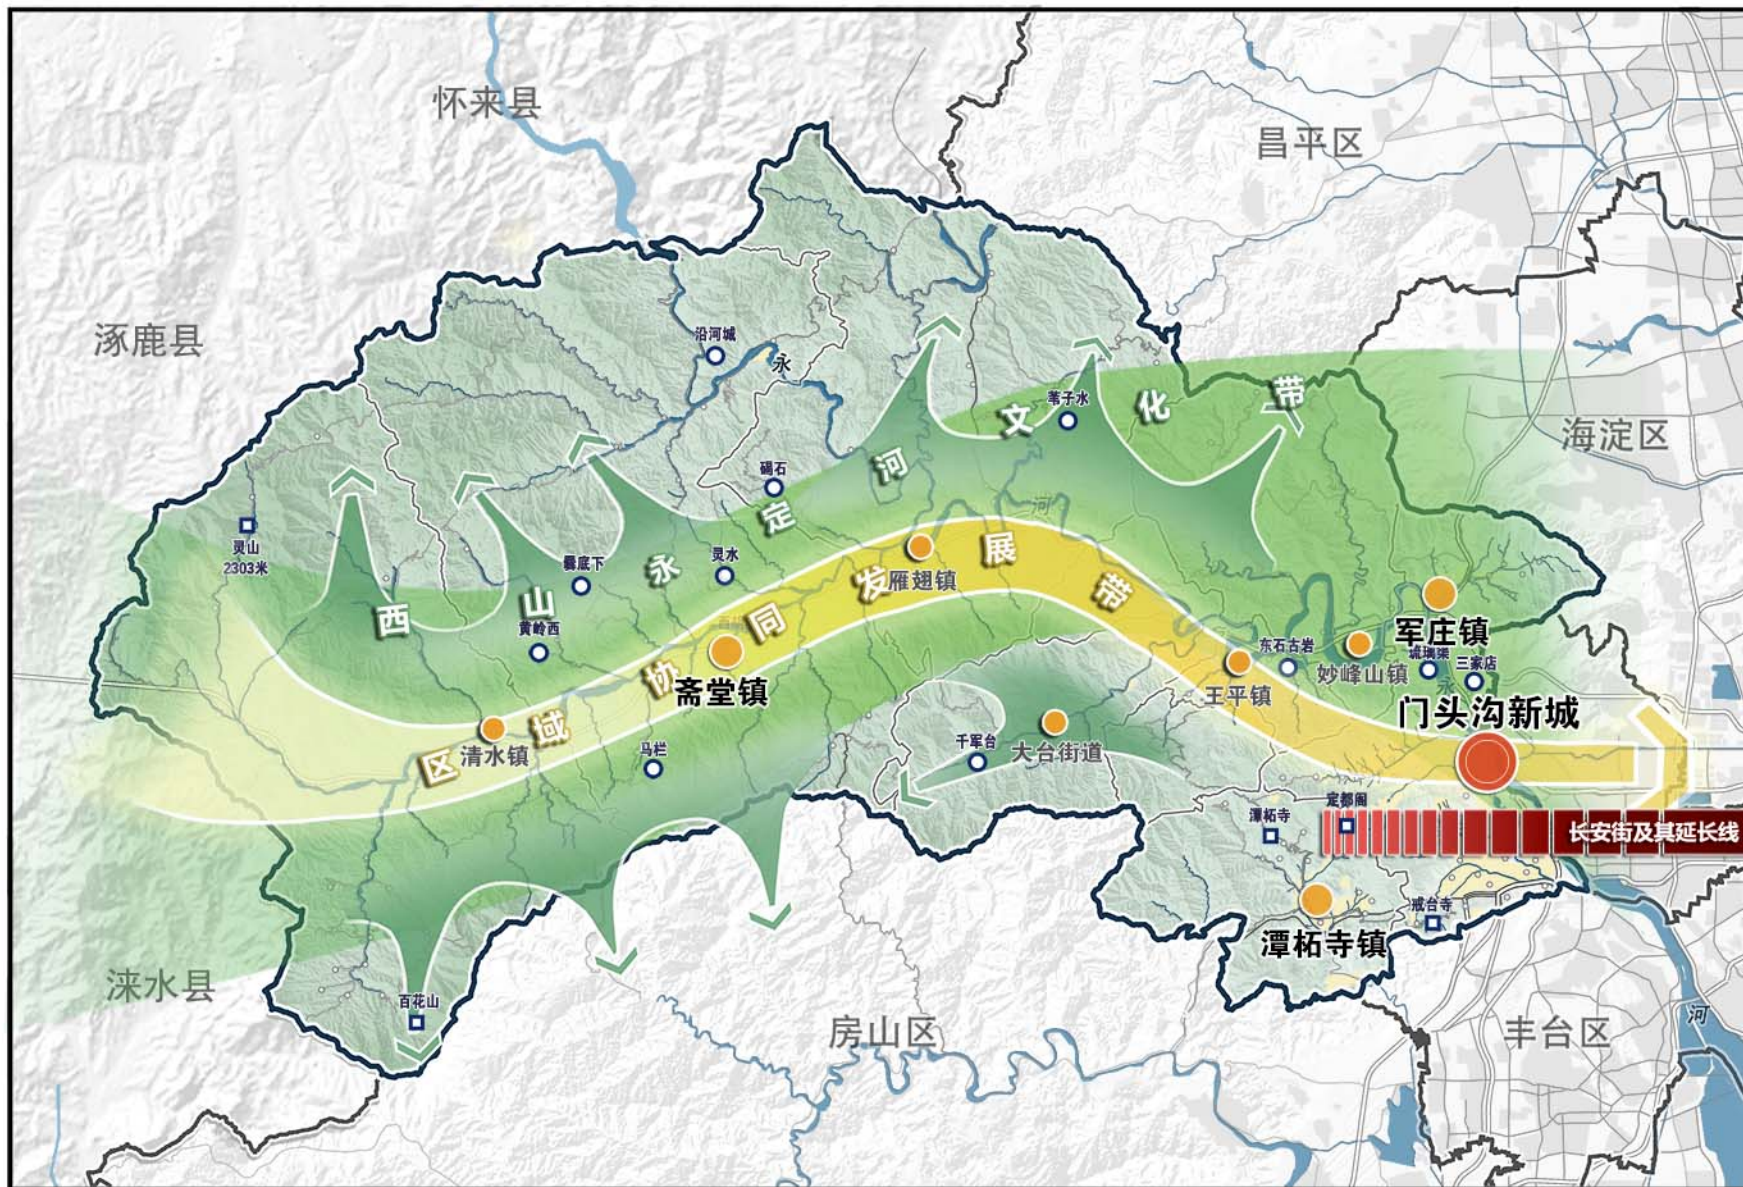 怀来县
昌平区
涿鹿县
沿河城
永
苇子水
文
化
带
海淀区
碣石
河
定
灵山
2303米
爨底下
灵水
永
河
展
发
雁翅镇
带
西
山
黄岭西
同
协
斋堂镇
军庄镇
琉璃渠
三家店
永
东石古岩
妙峰山镇
王平镇
门头沟新城
清水镇
域
区
马栏
千军台
大台街道
潭柘寺
定都阁
长安街及其延长线
戒台寺
潭柘寺镇
涞水县
百花山
房山区
河
丰台区